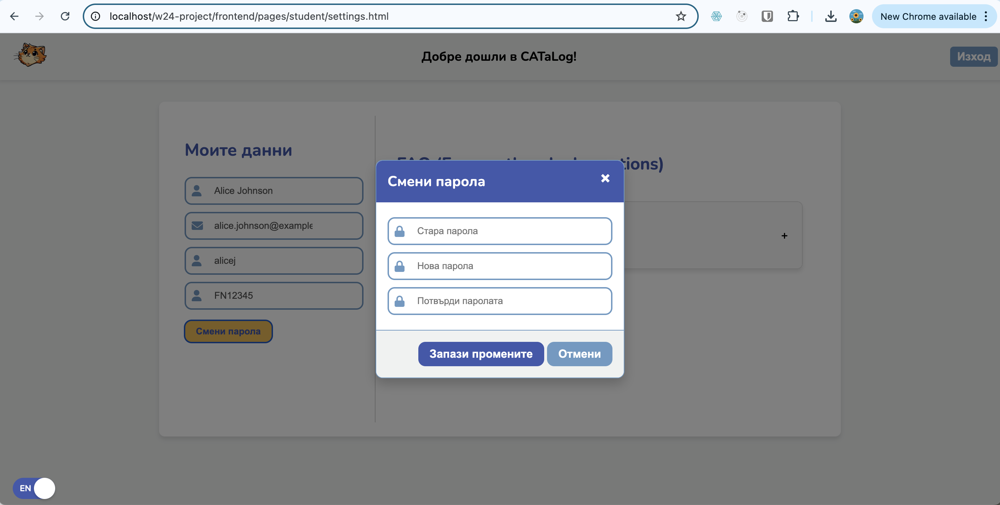 localhost/w24-project/frontend/pages/student/settings.html
New Chrome available
Добре дошли в CATaLog!
Изход
Моите данни
Alice Johnson
alice.johnson@example
alicej
FN12345
Смени парола
FAQ
tions)
Смени парола
Стара парола
Нова парола
Потвърди паролата
Запази промените
Отмени
EN